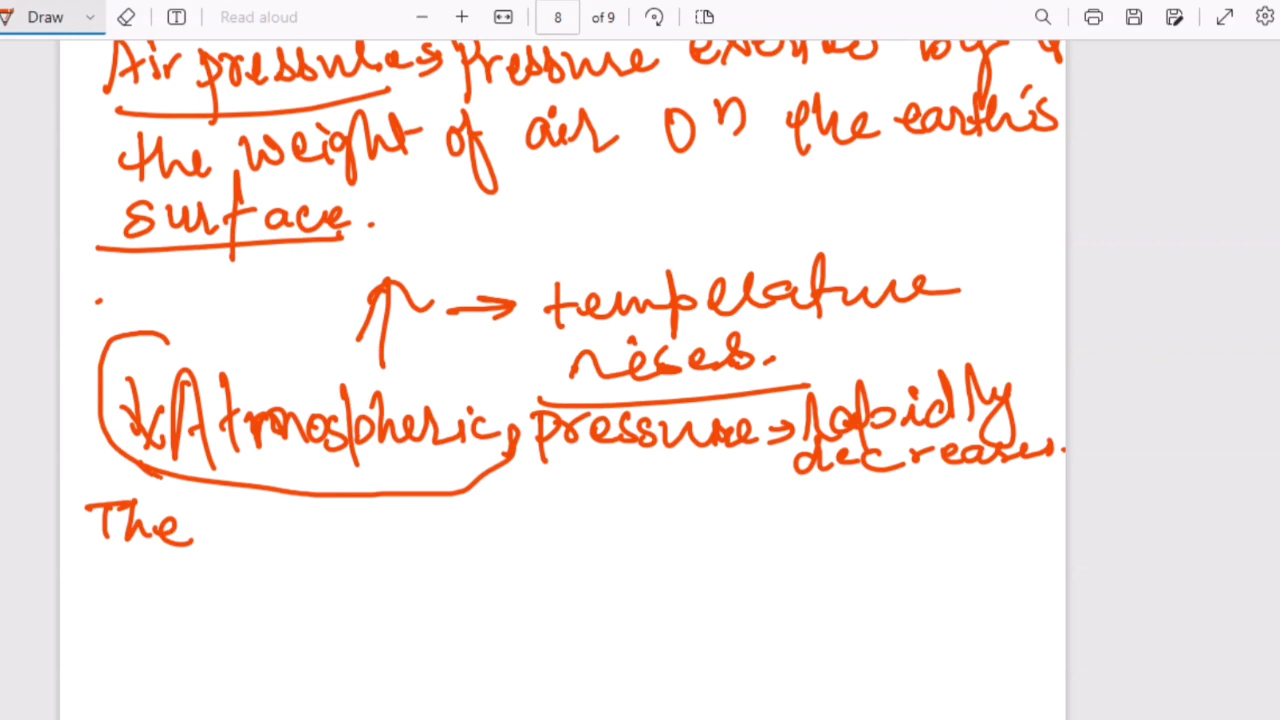 Draw
Read aloud
8 of 9
Air pressure → Pressure exerted by
the weight of air on the earth's
surface.
↑ → temperature
rises.
* Atmospheric pressure → rapidly
decreases.
The